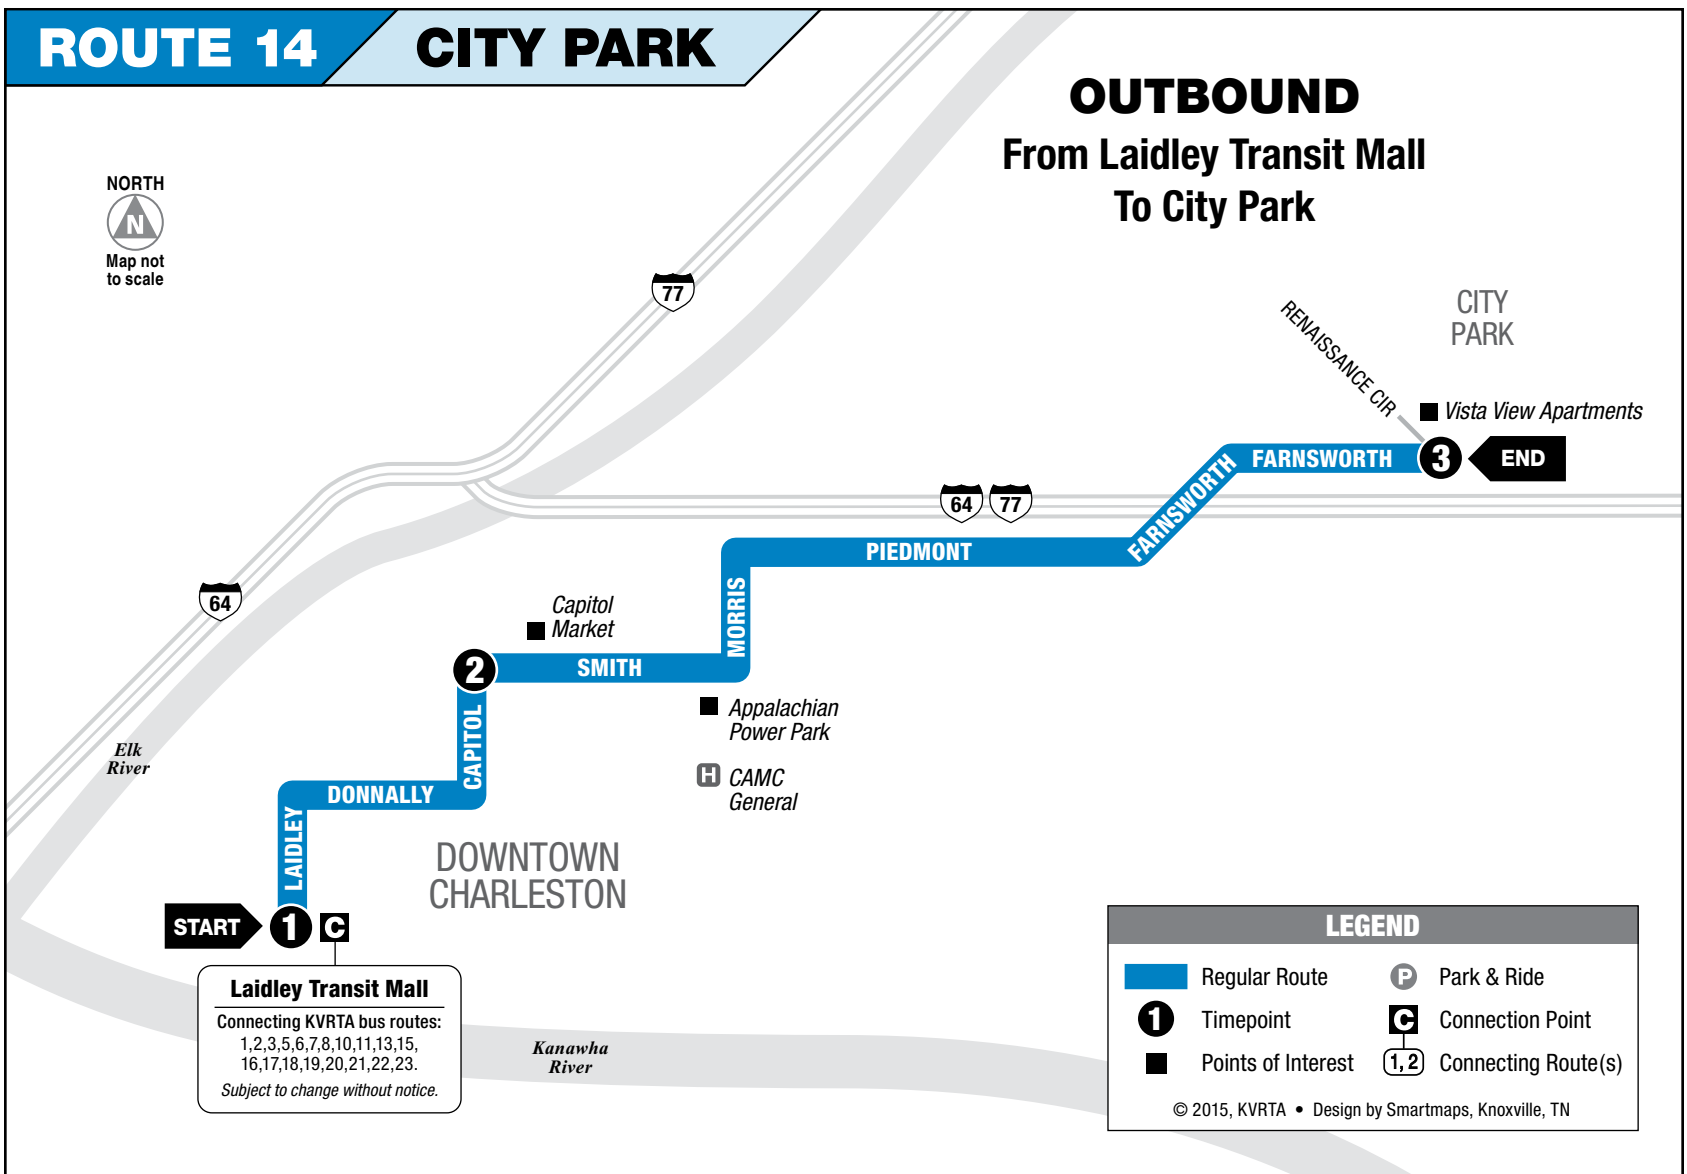 ROUTE 14
CITY PARK
OUTBOUND
From Laidley Transit Mall
To City Park
NORTH
N
Map not
to scale
77
CITY
PARK
RENAISSANCE CIR
Vista View Apartments
FARNSWORTH
3
END
FARNSWORTH
64
77
PIEDMONT
MORRIS
64
Capitol
Market
2
SMITH
Appalachian
Power Park
CAPITOL
Elk
River
H
CAMC
General
DONNALLY
LAIDLEY
DOWNTOWN
CHARLESTON
START
1
C
Laidley Transit Mall
Connecting KVRTA bus routes:
1,2,3,5,6,7,8,10,11,13,15,
16,17,18,19,20,21,22,23.
Subject to change without notice.
Kanawha
River
LEGEND
Regular Route
P
Park & Ride
1
Timepoint
C
Connection Point
Points of Interest
1, 2
Connecting Route(s)
© 2015, KVRTA • Design by Smartmaps, Knoxville, TN